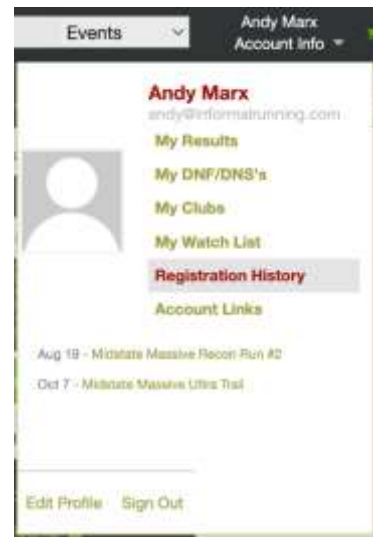 Events
Andy Marx
Account Info
Andy Marx
andy@informalrunning.com
My Results
My DNF/DNS's
My Clubs
My Watch List
Registration History
Account Links
Aug 19 - Midstate Massive Recon Run #2
Oct 7 - Midstate Massive Ultra Trail
Edit Profile Sign Out